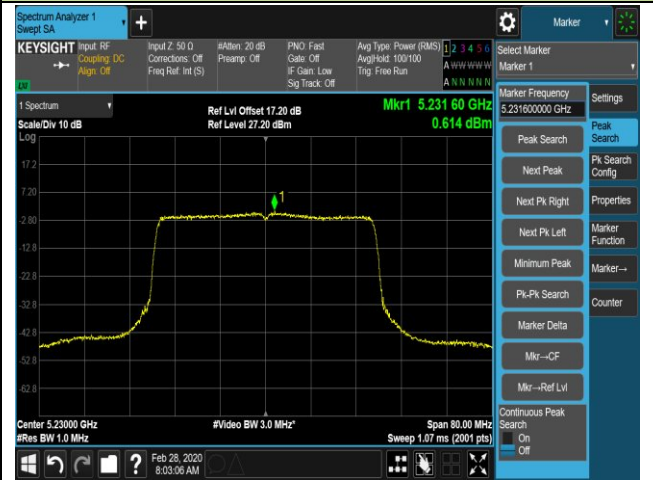 Spectrum Analyzer 1
Swept SA
+
Marker
KEYSIGHT
Input: RF
Coupling: DC
Align: Off
Input Z: 50 Ω
Corrections: Off
Freq Ref: Int (S)
#Atten: 20 dB
Preamp: Off
PNO: Fast
Gate: Off
IF Gain: Low
Sig Track: Off
Avg Type: Power (RMS)
Avg|Hold: 100/100
Trig: Free Run
1 2 3 4 5 6
A W W W W W
A N N N N N
Select Marker
Marker 1
1 Spectrum
Scale/Div 10 dB
Log
Ref Lvl Offset 17.20 dB
Ref Level 27.20 dBm
Mkr1 5.231 60 GHz
0.614 dBm
17.2
7.20
-2.80
-12.8
-22.8
-32.8
-42.8
-52.8
-62.8
1
Center 5.23000 GHz
#Res BW 1.0 MHz
#Video BW 3.0 MHz*
Span 80.00 MHz
Sweep 1.07 ms (2001 pts)
Marker Frequency
5.231600000 GHz
Peak Search
Next Peak
Next Pk Right
Next Pk Left
Minimum Peak
Pk-Pk Search
Marker Delta
Mkr→CF
Mkr→Ref Lvl
Continuous Peak
Search
On
Off
Settings
Peak
Search
Pk Search
Config
Properties
Marker
Function
Marker→
Counter
?
Feb 28, 2020
8:03:06 AM